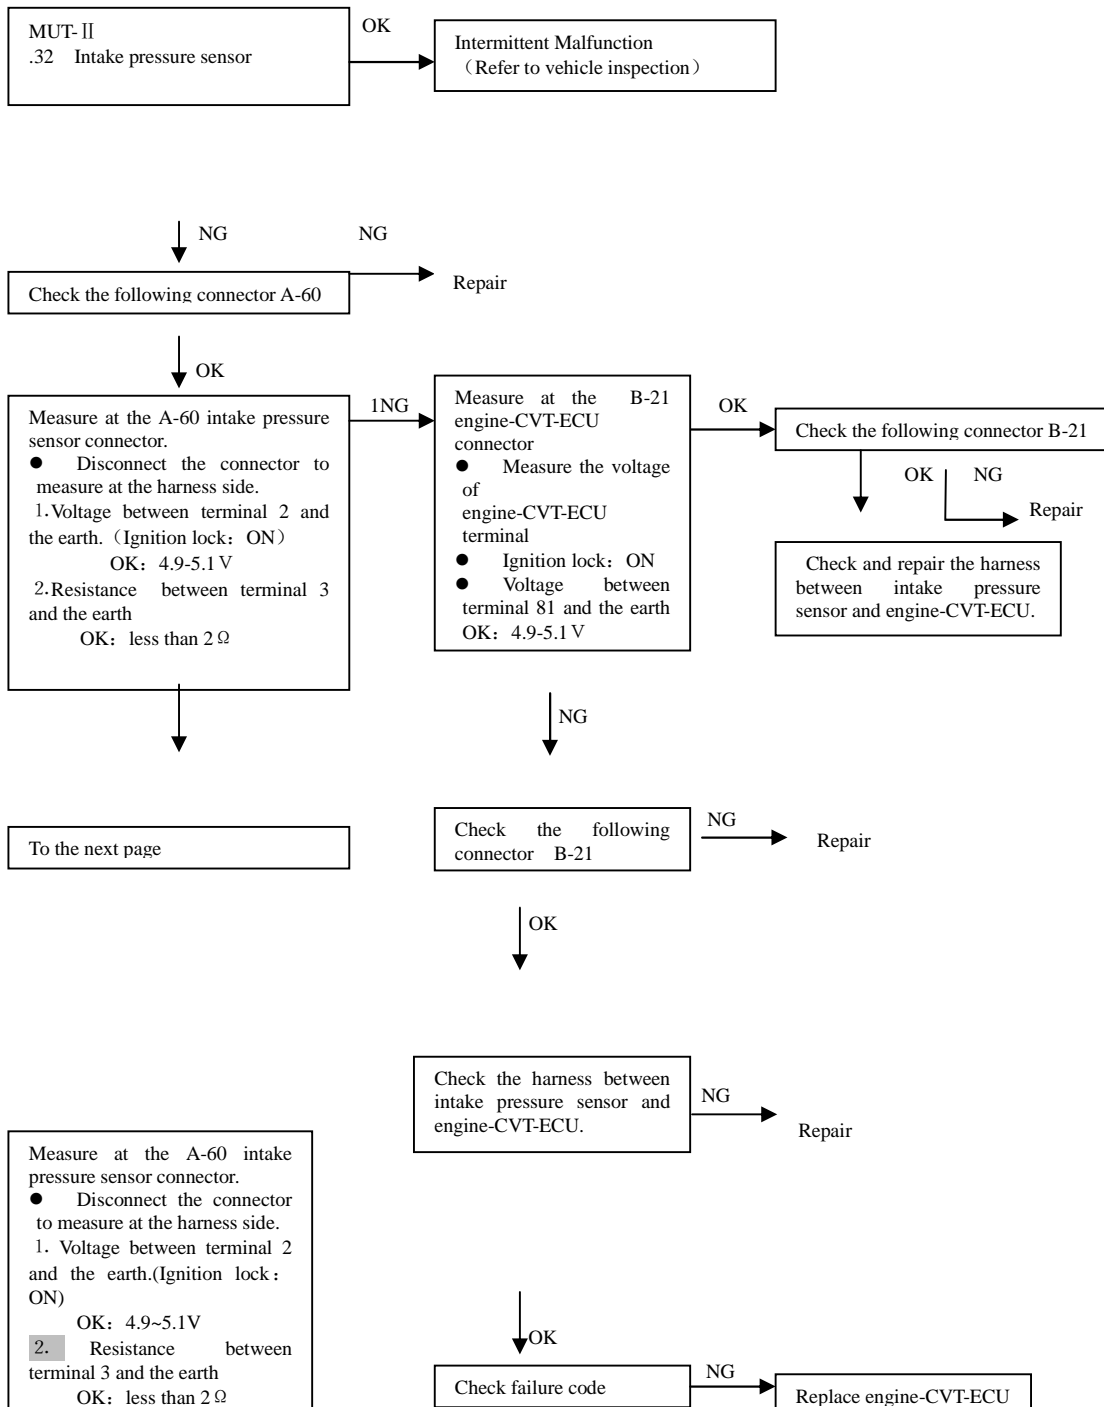 MUT-Ⅱ
.32 Intake pressure sensor
OK
Intermittent Malfunction
（Refer to vehicle inspection）
NG
NG
Check the following connector A-60
Repair
OK
Measure at the A-60 intake pressure
sensor connector.
● Disconnect the connector to
measure at the harness side.
1.Voltage between terminal 2 and
the earth.（Ignition lock：ON）
OK：4.9-5.1V
2.Resistance between terminal 3
and the earth
OK：less than 2Ω
1NG
Measure at the B-21
engine-CVT-ECU
connector
● Measure the voltage
of
engine-CVT-ECU
terminal
● Ignition lock：ON
● Voltage between
terminal 81 and the earth
OK：4.9-5.1V
OK
Check the following connector B-21
OK
NG
Repair
Check and repair the harness
between intake pressure
sensor and engine-CVT-ECU.
NG
To the next page
Check the following
connector B-21
NG
Repair
OK
Check the harness between
intake pressure sensor and
engine-CVT-ECU.
NG
Repair
Measure at the A-60 intake
pressure sensor connector.
● Disconnect the connector
to measure at the harness side.
1. Voltage between terminal 2
and the earth.(Ignition lock：
ON)
OK：4.9~5.1V
2. Resistance between
terminal 3 and the earth
OK：less than 2Ω
OK
Check failure code
NG
Replace engine-CVT-ECU